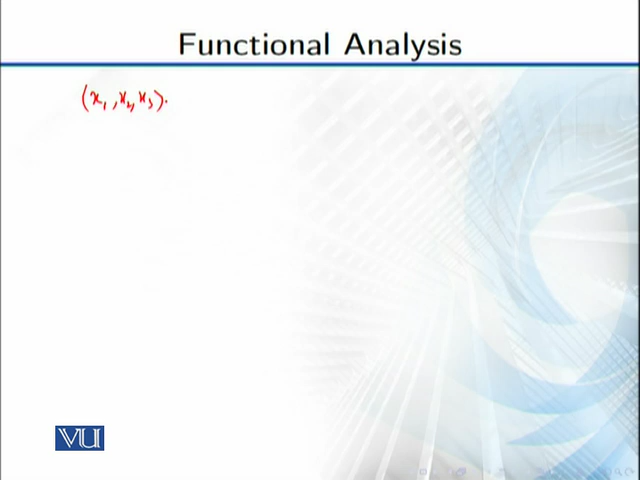 Functional Analysis
(x₁, x₂, x₃).
VU